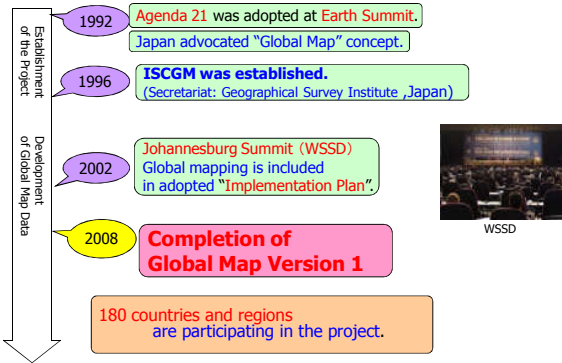 1992
Agenda 21 was adopted at Earth Summit.
Japan advocated “Global Map” concept.
Establishment
of the Project
1996
ISCGM was established.
(Secretariat: Geographical Survey Institute ,Japan)
Development
of Global Map Data
2002
Johannesburg Summit（WSSD）
Global mapping is included
in adopted “Implementation Plan”.
WSSD
2008
Completion of
Global Map Version 1
180 countries and regions
are participating in the project.